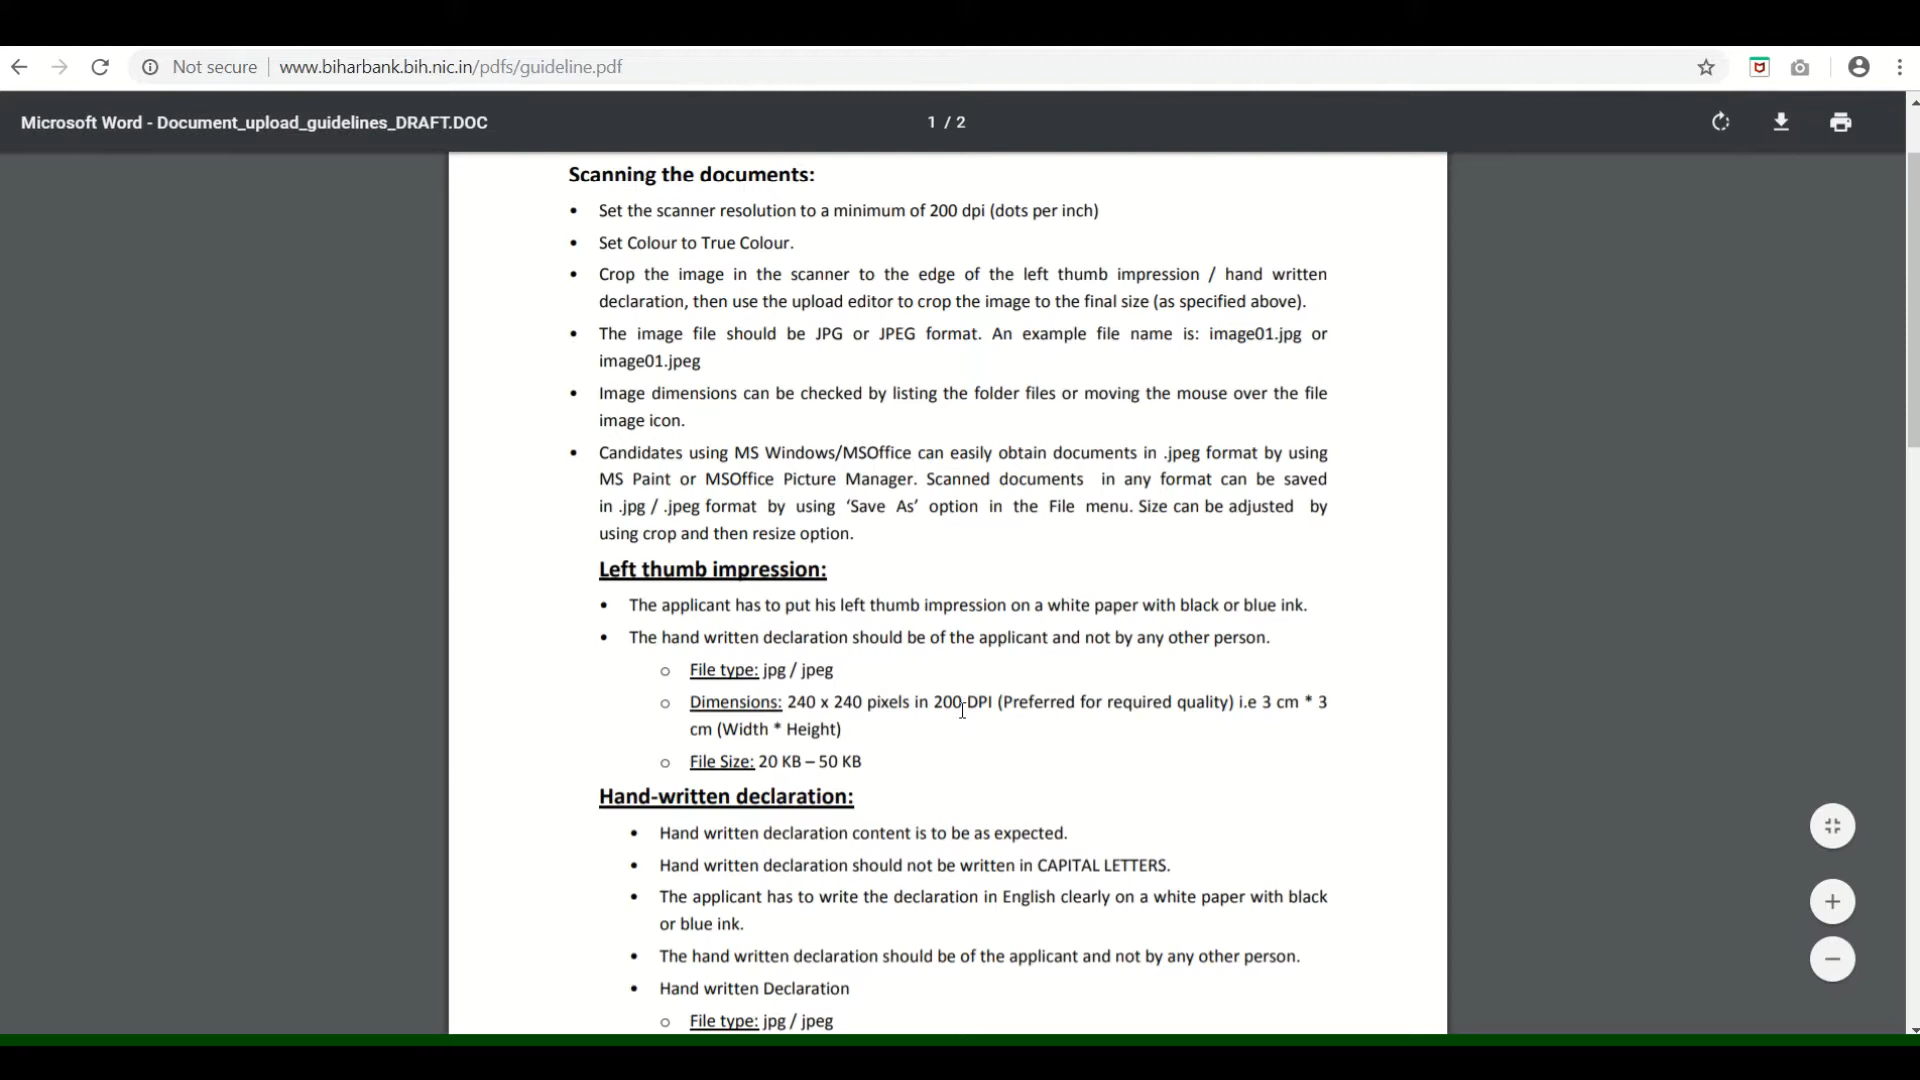 Not secure www.biharbank.bih.nic.in/pdfs/guideline.pdf
Microsoft Word - Document_upload_guidelines_DRAFT.DOC 1 / 2
Scanning the documents:
• Set the scanner resolution to a minimum of 200 dpi (dots per inch)
• Set Colour to True Colour.
• Crop the image in the scanner to the edge of the left thumb impression / hand written
declaration, then use the upload editor to crop the image to the final size (as specified above).
• The image file should be JPG or JPEG format. An example file name is: image01.jpg or
image01.jpeg
• Image dimensions can be checked by listing the folder files or moving the mouse over the file
image icon.
• Candidates using MS Windows/MSOffice can easily obtain documents in .jpeg format by using
MS Paint or MSOffice Picture Manager. Scanned documents in any format can be saved
in .jpg / .jpeg format by using ‘Save As’ option in the File menu. Size can be adjusted by
using crop and then resize option.
Left thumb impression:
• The applicant has to put his left thumb impression on a white paper with black or blue ink.
• The hand written declaration should be of the applicant and not by any other person.
o File type: jpg / jpeg
o Dimensions: 240 x 240 pixels in 200 DPI (Preferred for required quality) i.e 3 cm * 3
cm (Width * Height)
o File Size: 20 KB – 50 KB
Hand-written declaration:
• Hand written declaration content is to be as expected.
• Hand written declaration should not be written in CAPITAL LETTERS.
• The applicant has to write the declaration in English clearly on a white paper with black
or blue ink.
• The hand written declaration should be of the applicant and not by any other person.
• Hand written Declaration
o File type: jpg / jpeg